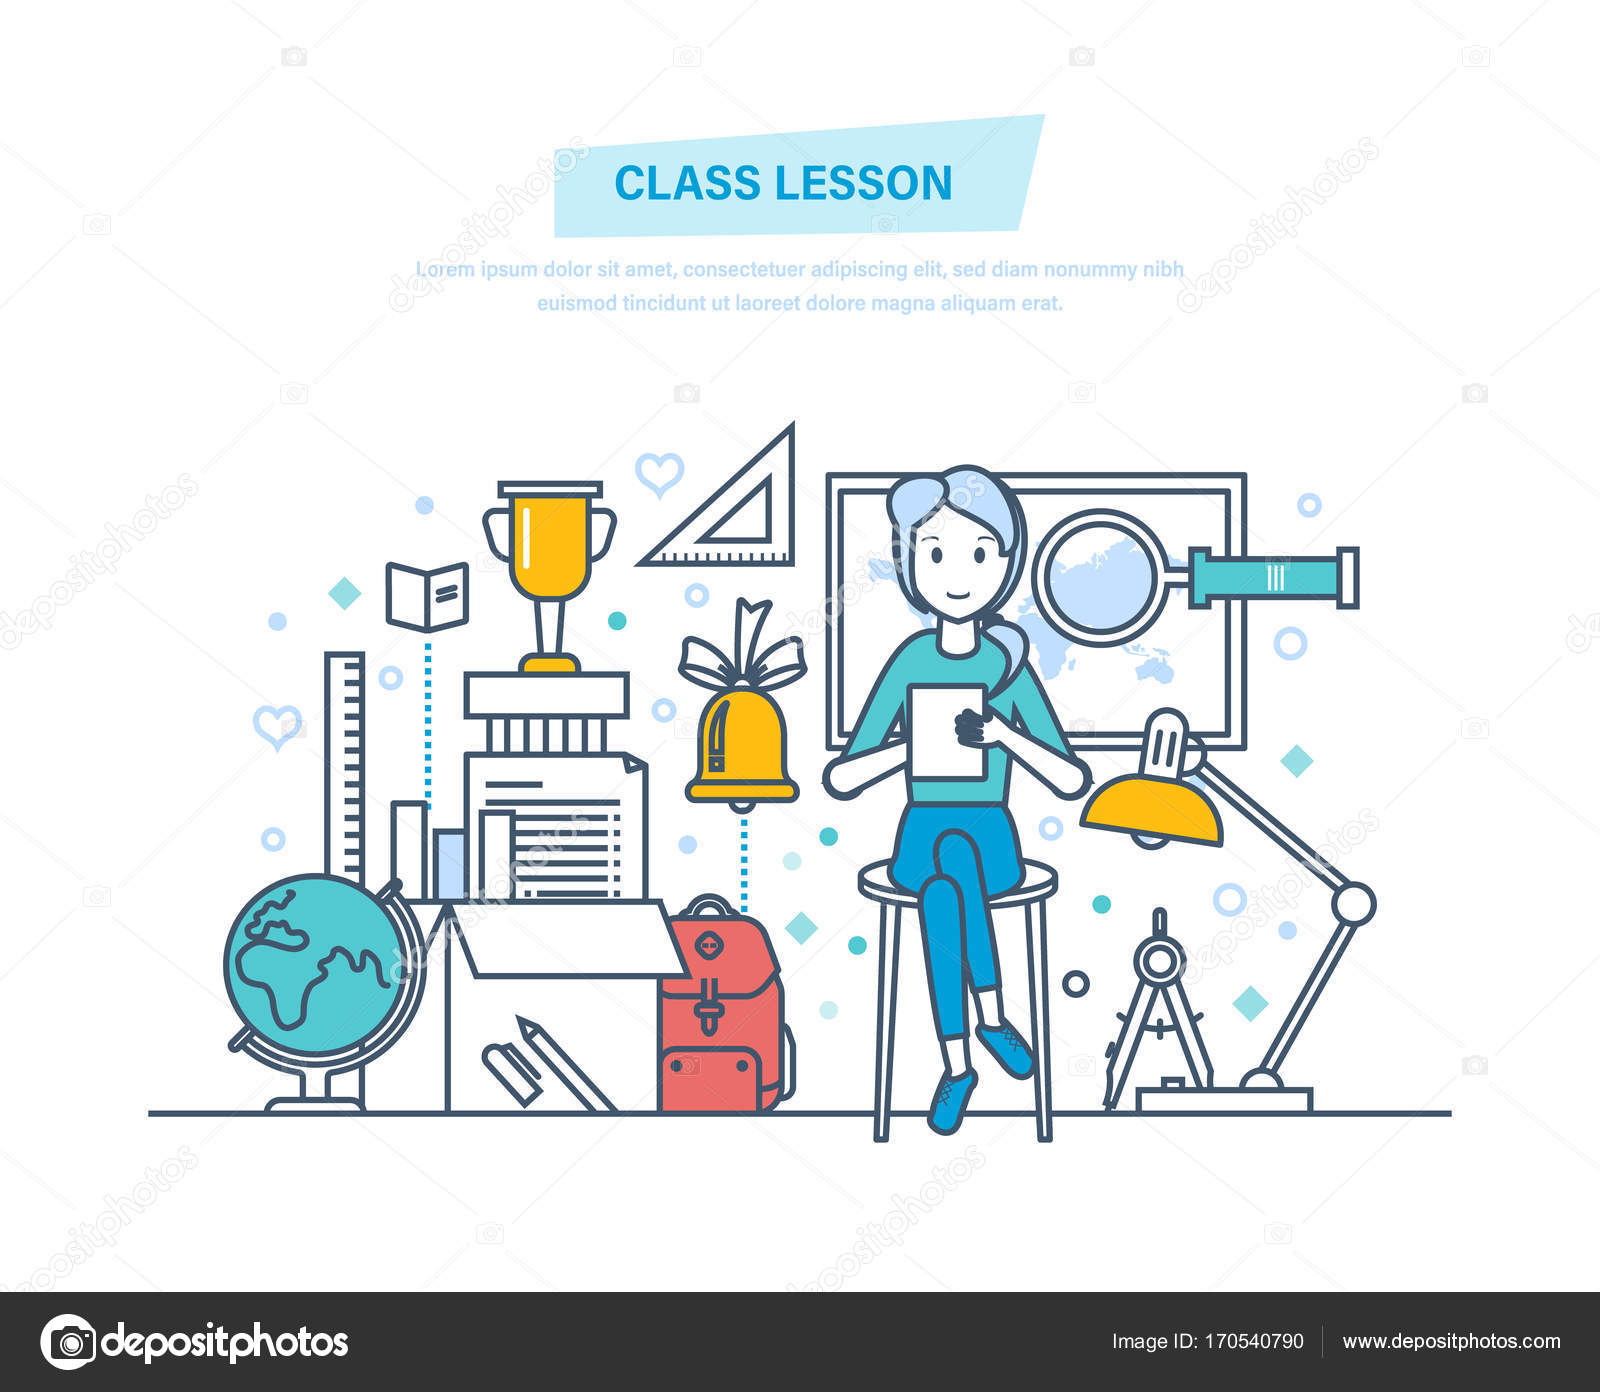 CLASS LESSON
Lorem ipsum dolor sit amet, consectetuer adipiscing elit, sed diam nonummy nibh
euismod tincidunt ut laoreet dolore magna aliquam erat.
depositphotos
Image ID: 170540790
www.depositphotos.com